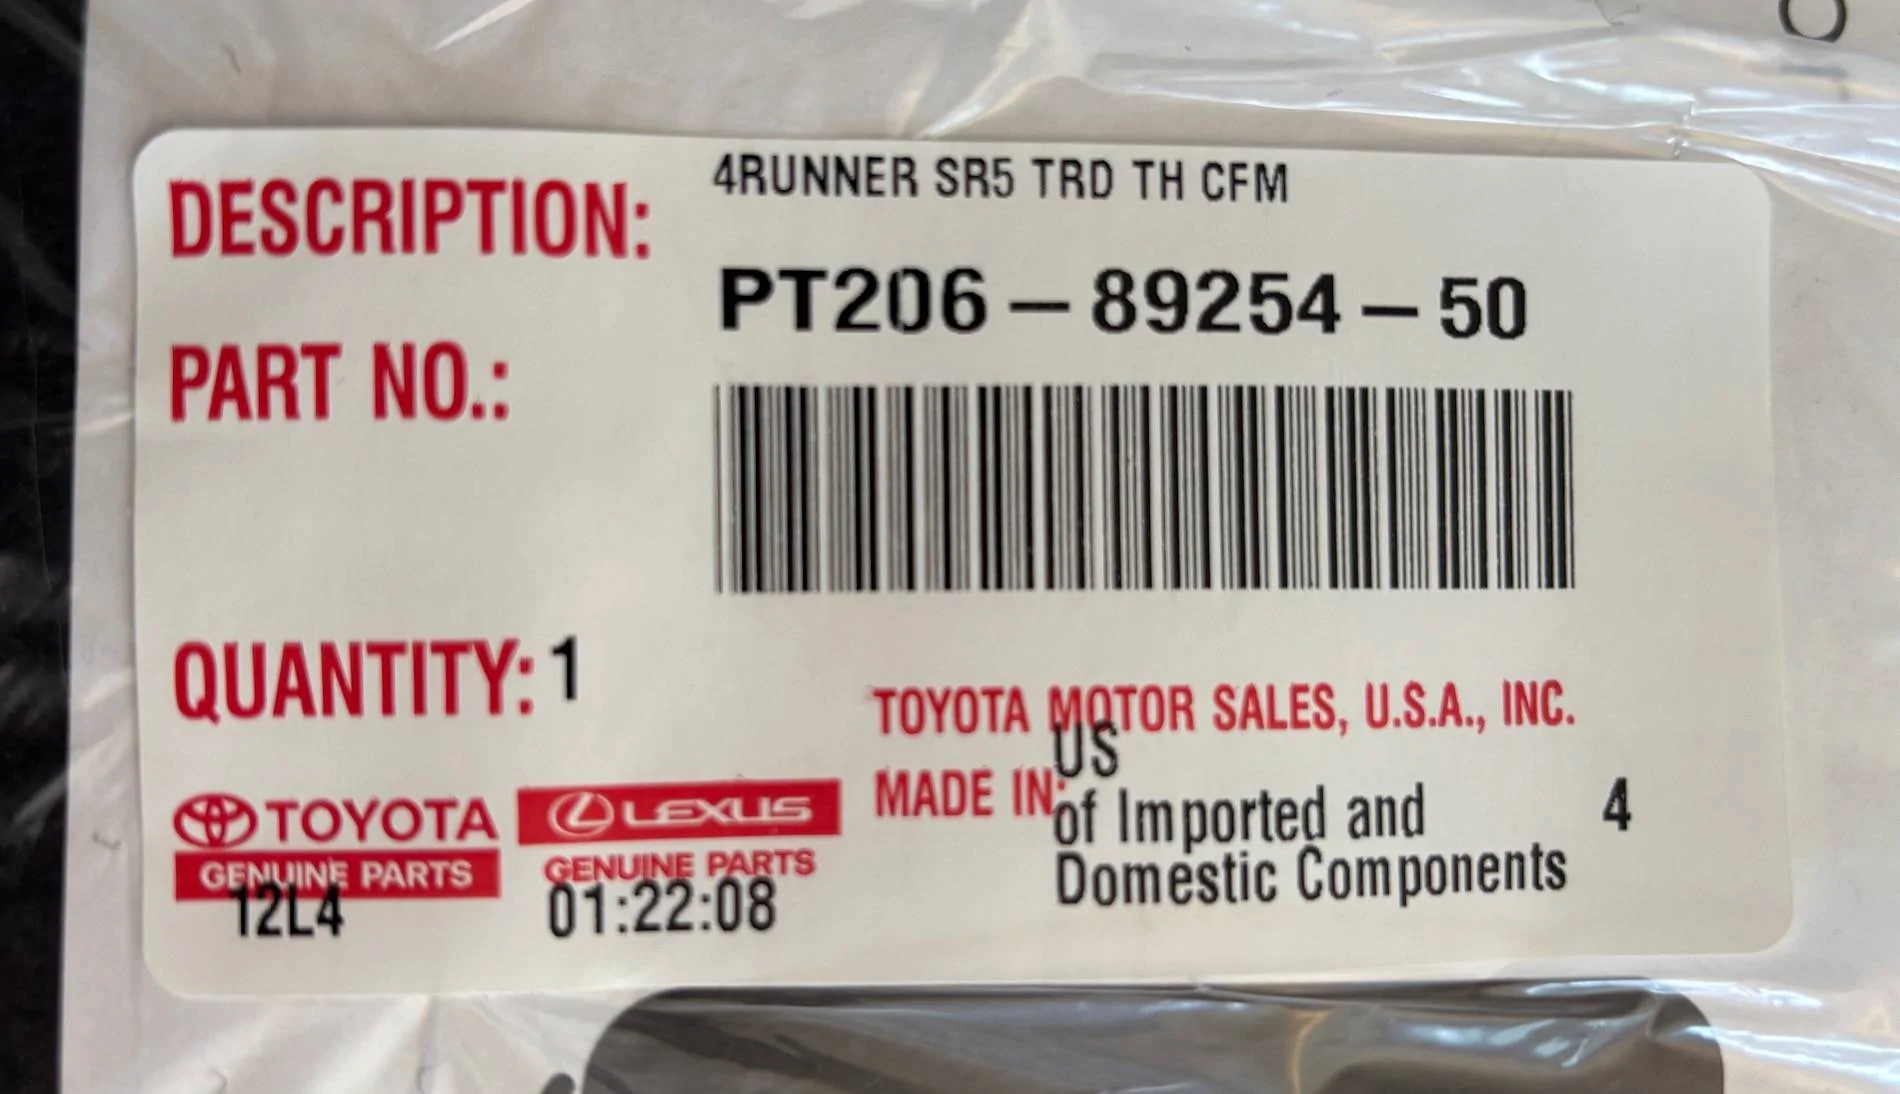 DESCRIPTION: 4RUNNER SR5 TRD TH CFM
PART NO.: PT206-89254-50
QUANTITY: 1
TOYOTA MOTOR SALES, U.S.A., INC.
MADE IN: US
of Imported and
Domestic Components
4
TOYOTA
GENUINE PARTS
12L4
LEXUS
GENUINE PARTS
01:22:08